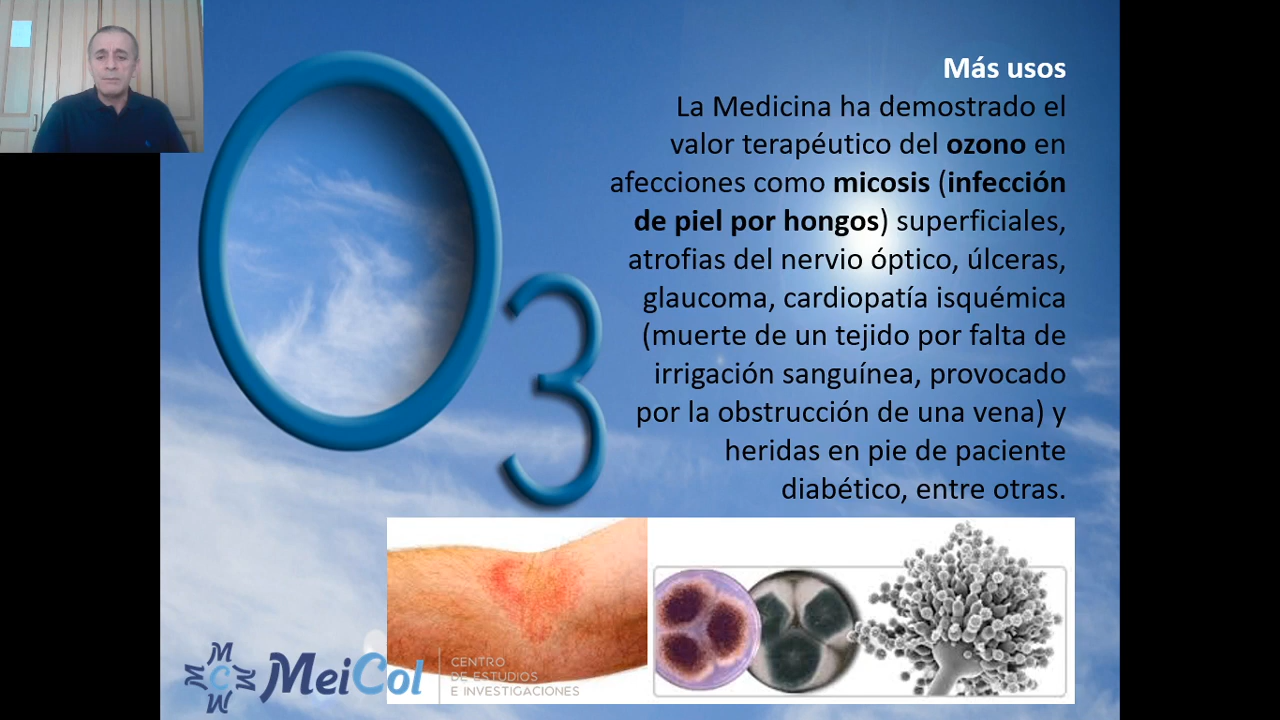 Más usos
La Medicina ha demostrado el
valor terapéutico del ozono en
afecciones como micosis (infección
de piel por hongos) superficiales,
atrofias del nervio óptico, úlceras,
glaucoma, cardiopatía isquémica
(muerte de un tejido por falta de
irrigación sanguínea, provocado
por la obstrucción de una vena) y
heridas en pie de paciente
diabético, entre otras.
O3
MeiCol
CENTRO
DE ESTUDIOS
E INVESTIGACIONES